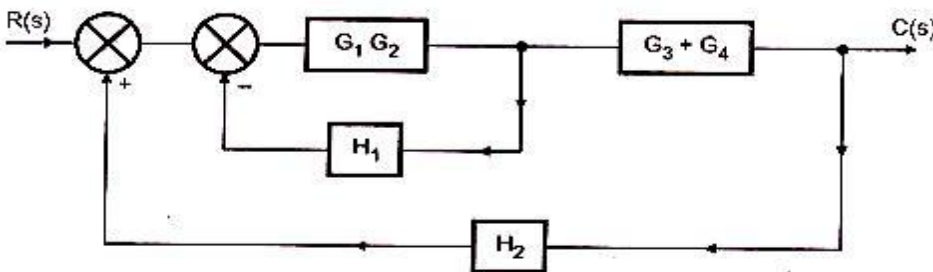 R(s)
G₁ G₂
G₃ + G₄
C(s)
+
−
H₁
H₂